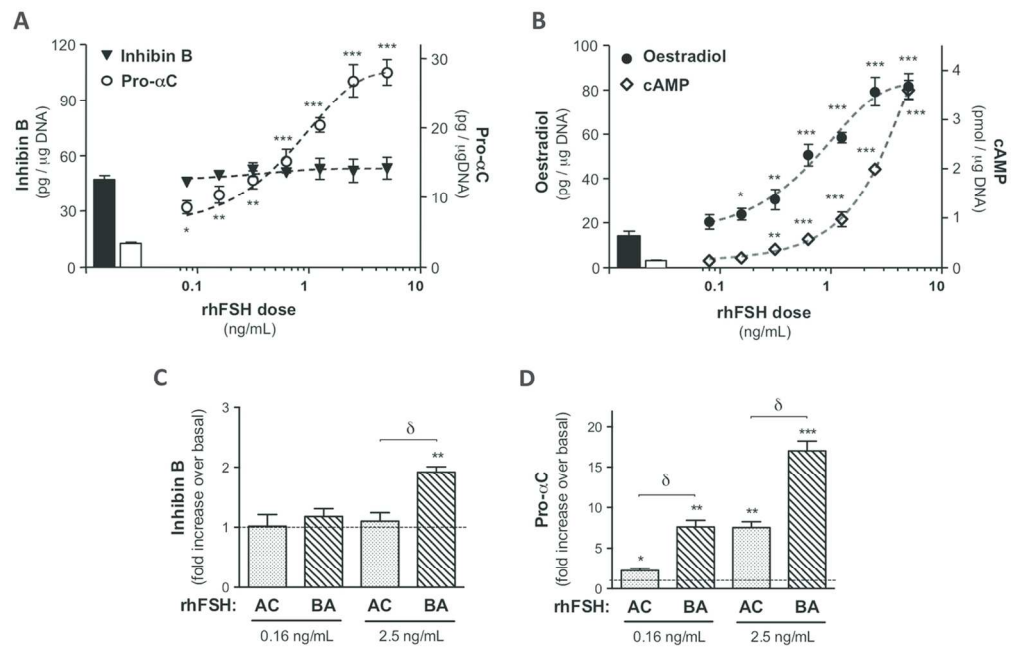 A
B
120
90
60
30
0
Inhibin B
(pg / µg DNA)
▼ Inhibin B
○ Pro-αC
30
20
10
0
Pro-αC
(pg / µgDNA)
* ** ** *** *** *** ***
0.1 1 10
rhFSH dose
(ng/mL)
100
80
60
40
20
0
Oestradiol
(pg / µg DNA)
● Oestradiol
◇ cAMP
4
3
2
1
0
cAMP
(pmol / µg DNA)
* ** *** *** *** ***
** *** *** *** ***
0.1 1 10
rhFSH dose
(ng/mL)
C
D
3
2
1
0
Inhibin B
(fold increase over basal)
δ
**
rhFSH: AC BA AC BA
0.16 ng/mL 2.5 ng/mL
20
15
10
5
0
Pro-αC
(fold increase over basal)
δ
δ
* ** ** ***
rhFSH: AC BA AC BA
0.16 ng/mL 2.5 ng/mL